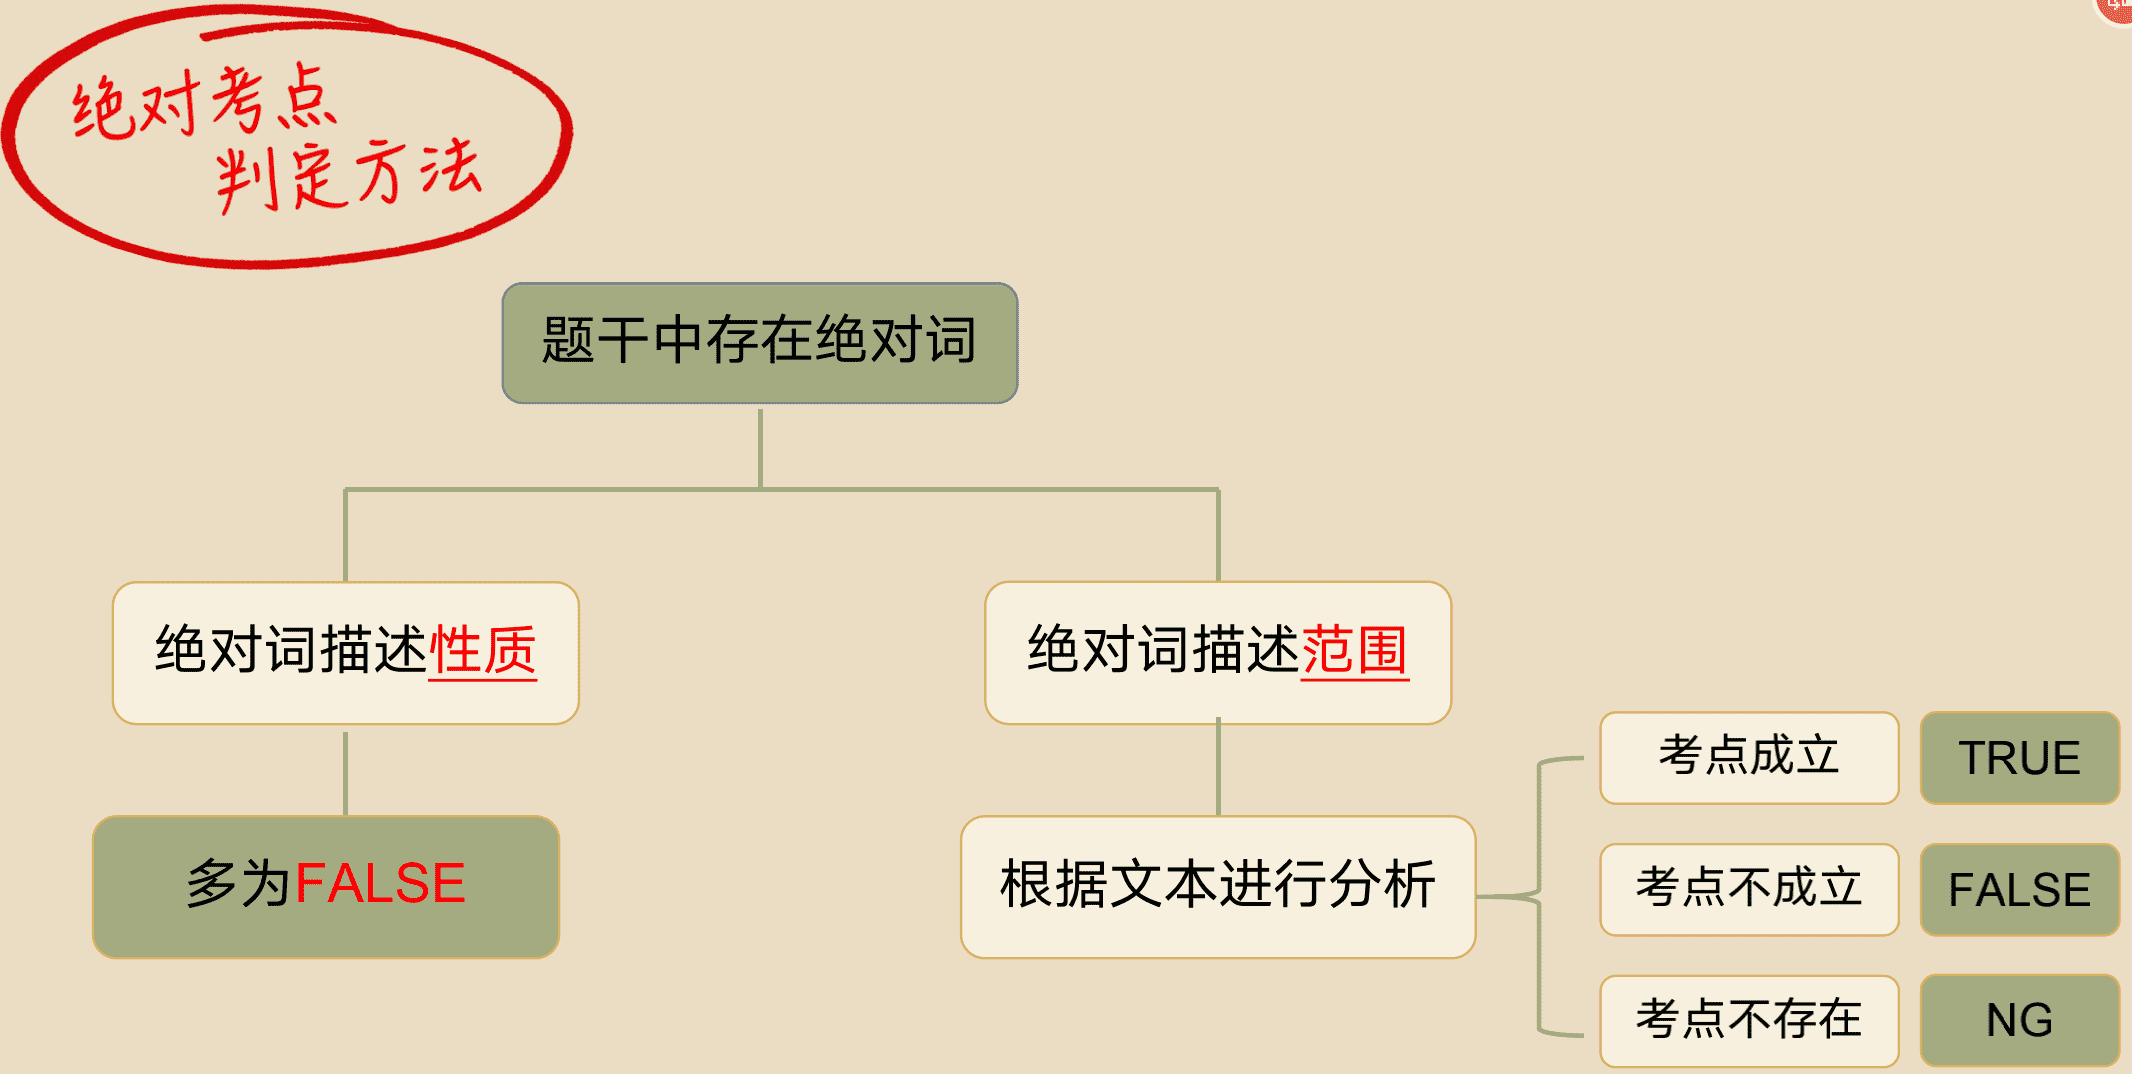 绝对考点
判定方法
题干中存在绝对词
绝对词描述性质
绝对词描述范围
多为FALSE
根据文本进行分析
考点成立
TRUE
考点不成立
FALSE
考点不存在
NG